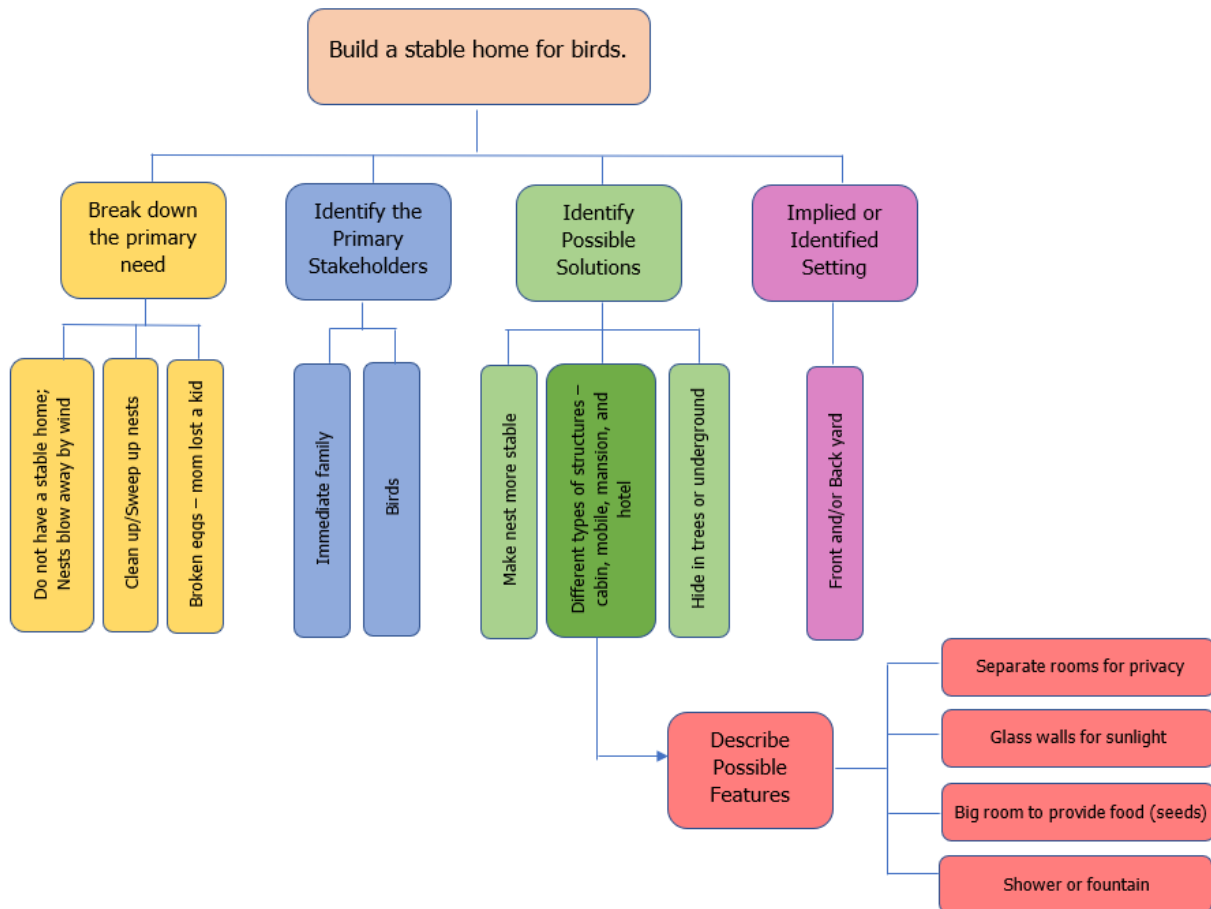 Build a stable home for birds.
Break down
the primary
need
Identify the
Primary
Stakeholders
Identify
Possible
Solutions
Implied or
Identified
Setting
Do not have a stable home;
Nests blow away by wind
Clean up/Sweep up nests
Broken eggs – mom lost a kid
Immediate family
Birds
Make nest more stable
Different types of structures –
cabin, mobile, mansion, and
hotel
Hide in trees or underground
Front and/or Back yard
Describe
Possible
Features
Separate rooms for privacy
Glass walls for sunlight
Big room to provide food (seeds)
Shower or fountain